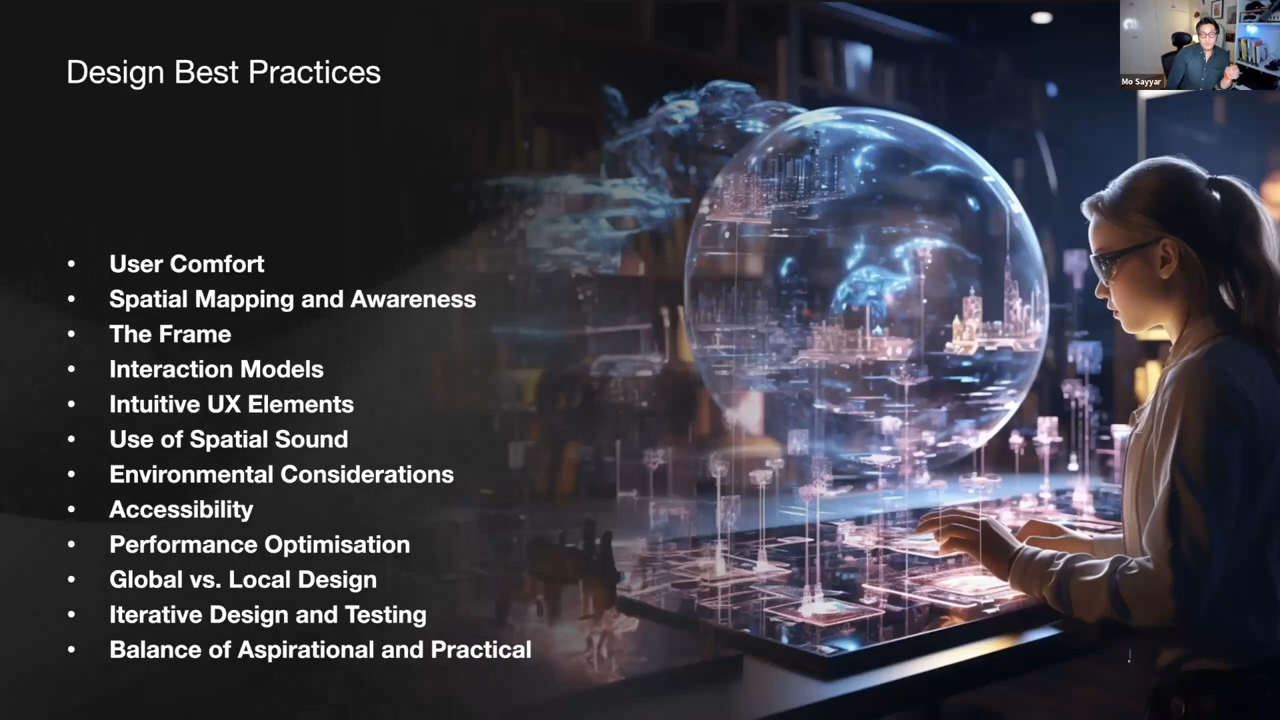 Design Best Practices
Mo Sayyar
• User Comfort
• Spatial Mapping and Awareness
• The Frame
• Interaction Models
• Intuitive UX Elements
• Use of Spatial Sound
• Environmental Considerations
• Accessibility
• Performance Optimisation
• Global vs. Local Design
• Iterative Design and Testing
• Balance of Aspirational and Practical